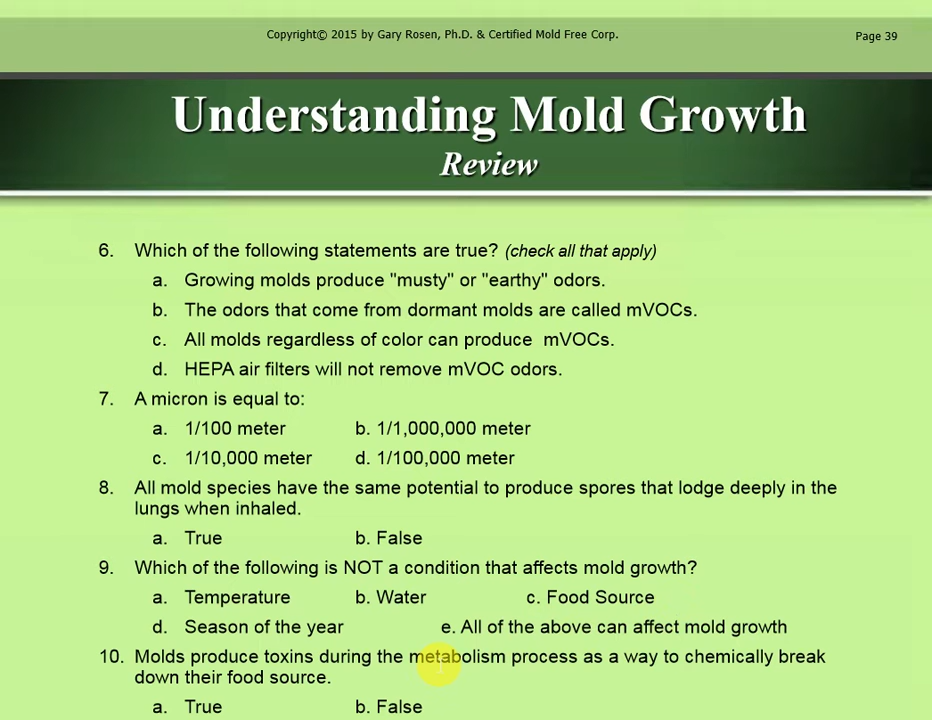 Copyright© 2015 by Gary Rosen, Ph.D. & Certified Mold Free Corp.
Page 39
Understanding Mold Growth
Review
6. Which of the following statements are true? (check all that apply)
a. Growing molds produce "musty" or "earthy" odors.
b. The odors that come from dormant molds are called mVOCs.
c. All molds regardless of color can produce mVOCs.
d. HEPA air filters will not remove mVOC odors.
7. A micron is equal to:
a. 1/100 meter b. 1/1,000,000 meter
c. 1/10,000 meter d. 1/100,000 meter
8. All mold species have the same potential to produce spores that lodge deeply in the
lungs when inhaled.
a. True b. False
9. Which of the following is NOT a condition that affects mold growth?
a. Temperature b. Water c. Food Source
d. Season of the year e. All of the above can affect mold growth
10. Molds produce toxins during the metabolism process as a way to chemically break
down their food source.
a. True b. False